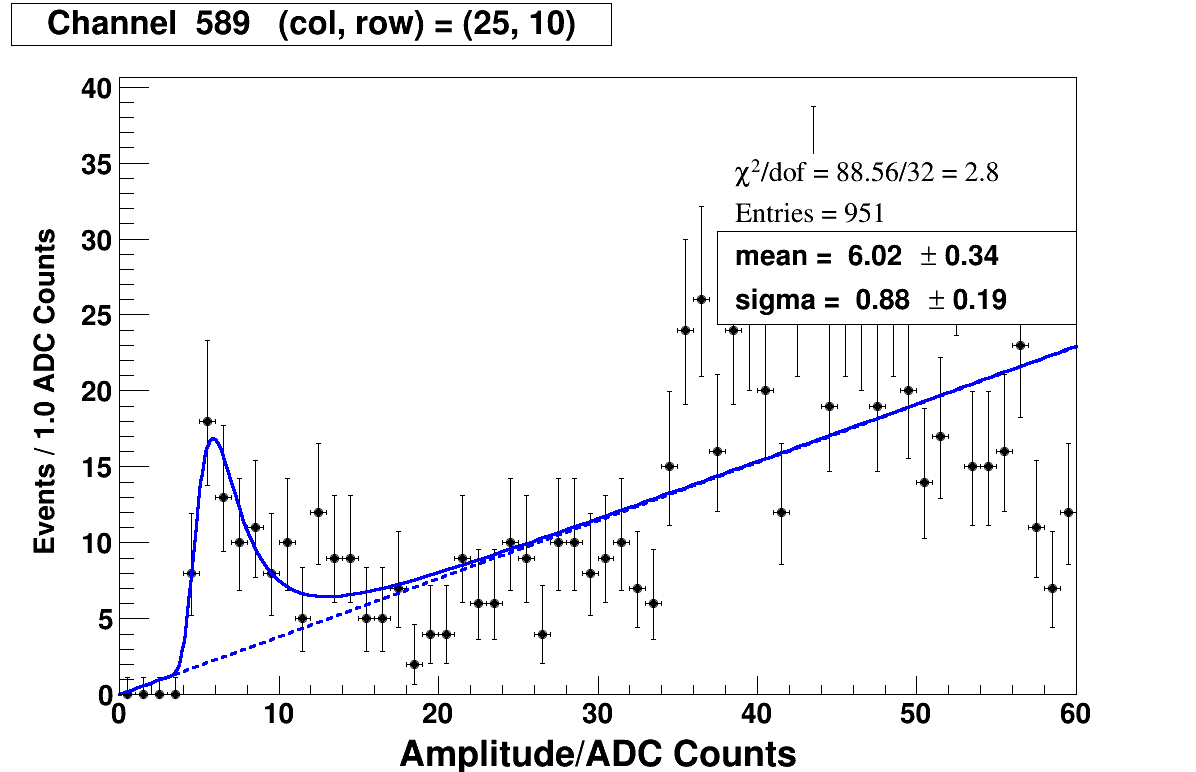 Channel 589 (col, row) = (25, 10)
40
35
30
25
20
15
10
5
0
Events / 1.0 ADC Counts
χ²/dof = 88.56/32 = 2.8
Entries = 951
mean = 6.02 ± 0.34
sigma = 0.88 ± 0.19
0 10 20 30 40 50 60
Amplitude/ADC Counts